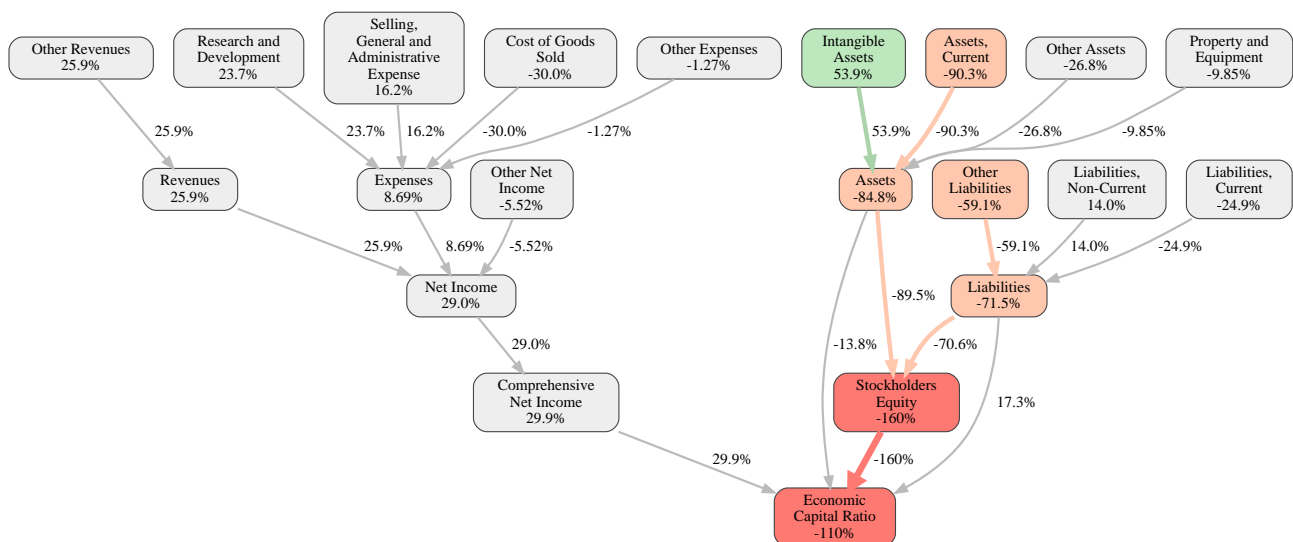 Other Revenues
25.9%
Research and
Development
23.7%
Selling,
General and
Administrative
Expense
16.2%
Cost of Goods
Sold
-30.0%
Other Expenses
-1.27%
Intangible
Assets
53.9%
Assets,
Current
-90.3%
Other Assets
-26.8%
Property and
Equipment
-9.85%
25.9%
23.7%
16.2%
-30.0%
-1.27%
53.9%
-90.3%
-26.8%
-9.85%
Revenues
25.9%
Expenses
8.69%
Other Net
Income
-5.52%
Assets
-84.8%
Other
Liabilities
-59.1%
Liabilities,
Non-Current
14.0%
Liabilities,
Current
-24.9%
25.9%
8.69%
-5.52%
-59.1%
14.0%
-24.9%
Net Income
29.0%
-89.5%
Liabilities
-71.5%
29.0%
-13.8%
-70.6%
Comprehensive
Net Income
29.9%
Stockholders
Equity
-160%
17.3%
29.9%
-160%
Economic
Capital Ratio
-110%